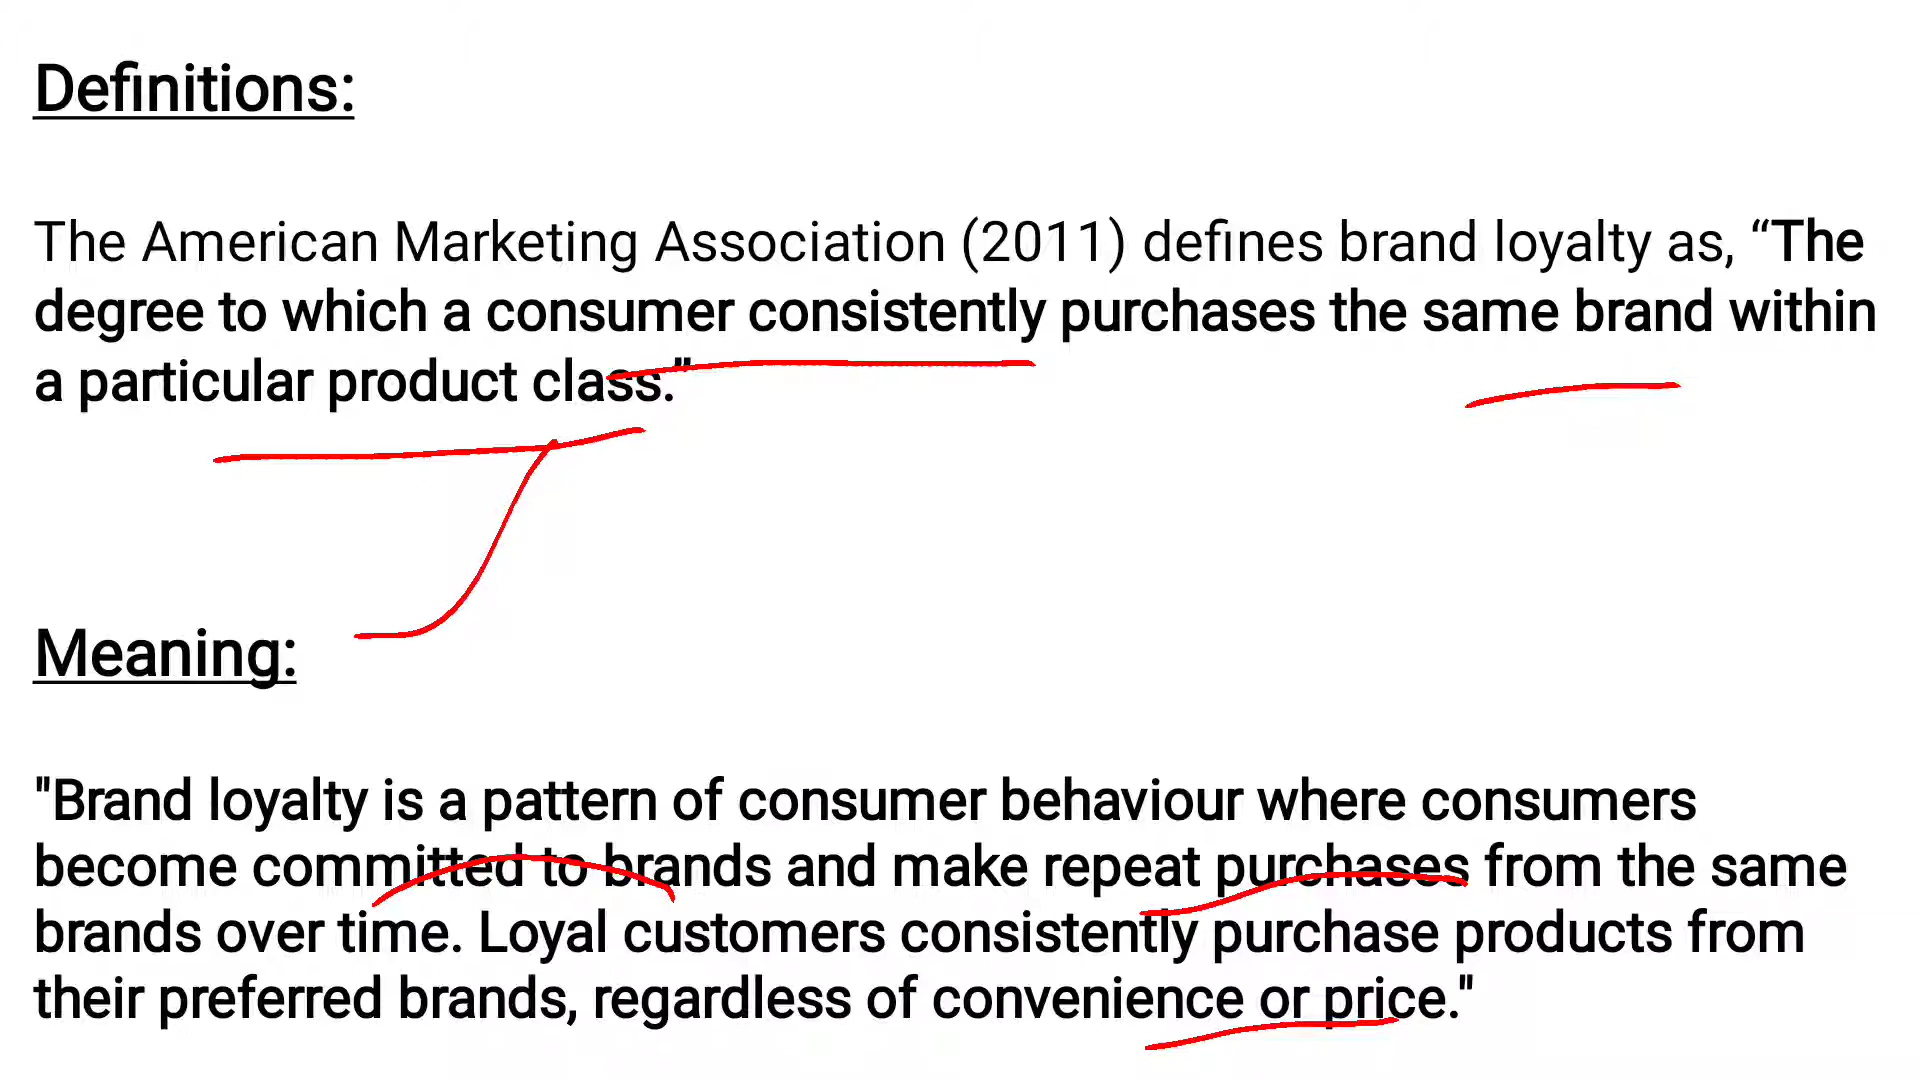 Definitions:
The American Marketing Association (2011) defines brand loyalty as, “The
degree to which a consumer consistently purchases the same brand within
a particular product class."
Meaning:
"Brand loyalty is a pattern of consumer behaviour where consumers
become committed to brands and make repeat purchases from the same
brands over time. Loyal customers consistently purchase products from
their preferred brands, regardless of convenience or price."